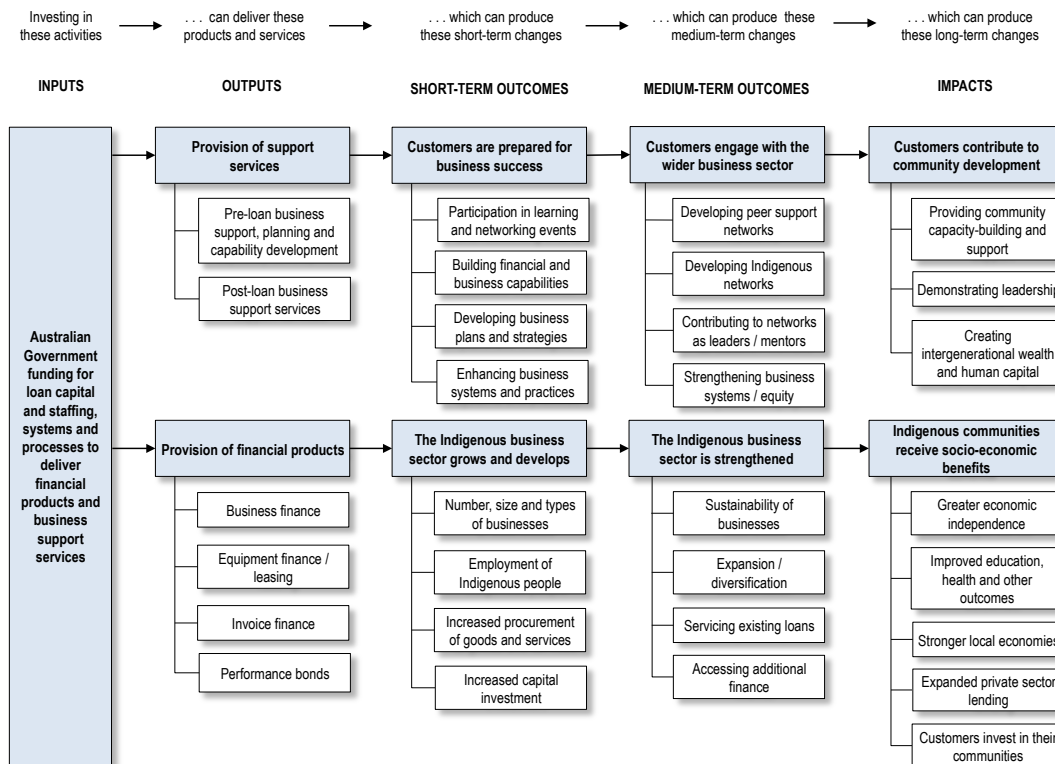 Investing in
these activities
. . . can deliver these
products and services
. . . which can produce
these short-term changes
. . . which can produce  these
medium-term changes
. . . which can produce
these long-term changes
INPUTS
OUTPUTS
SHORT-TERM OUTCOMES
MEDIUM-TERM OUTCOMES
IMPACTS
Australian
Government
funding for
loan capital
and staffing,
systems and
processes to
deliver
financial
products and
business
support
services
Provision of support
services
Pre-loan business
support, planning and
capability development
Post-loan business
support services
Customers are prepared for
business success
Participation in learning
and networking events
Building financial and
business capabilities
Developing business
plans and strategies
Enhancing business
systems and practices
Customers engage with the
wider business sector
Developing peer support
networks
Developing Indigenous
networks
Contributing to networks
as leaders / mentors
Strengthening business
systems / equity
Customers contribute to
community development
Providing community
capacity-building and
support
Demonstrating leadership
Creating
intergenerational wealth
and human capital
Provision of financial products
Business finance
Equipment finance /
leasing
Invoice finance
Performance bonds
The Indigenous business
sector grows and develops
Number, size and types
of businesses
Employment of
Indigenous people
Increased procurement
of goods and services
Increased capital
investment
The Indigenous business
sector is strengthened
Sustainability of
businesses
Expansion /
diversification
Servicing existing loans
Accessing additional
finance
Indigenous communities
receive socio-economic
benefits
Greater economic
independence
Improved education,
health and other
outcomes
Stronger local economies
Expanded private sector
lending
Customers invest in their
communities